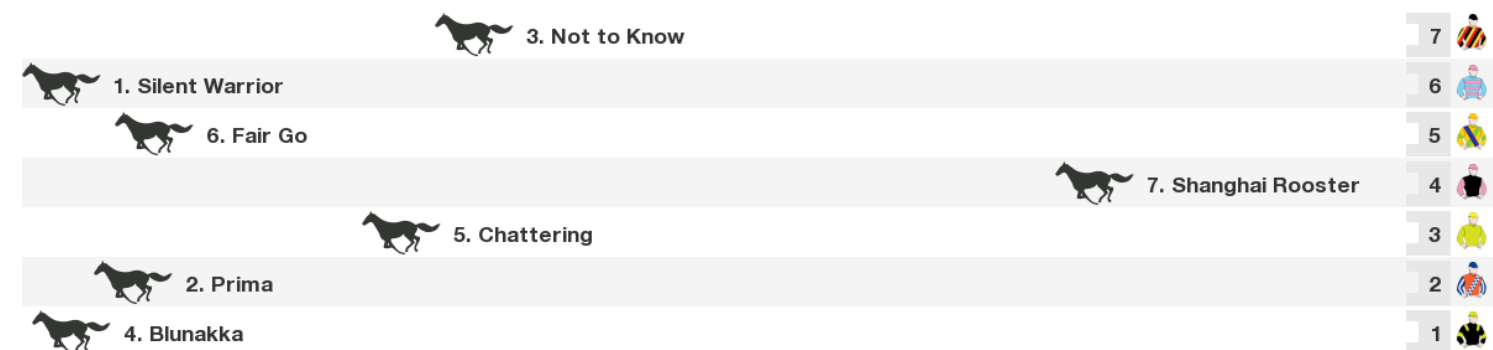 3. Not to Know 7
1. Silent Warrior 6
6. Fair Go 5
7. Shanghai Rooster 4
5. Chattering 3
2. Prima 2
4. Blunakka 1